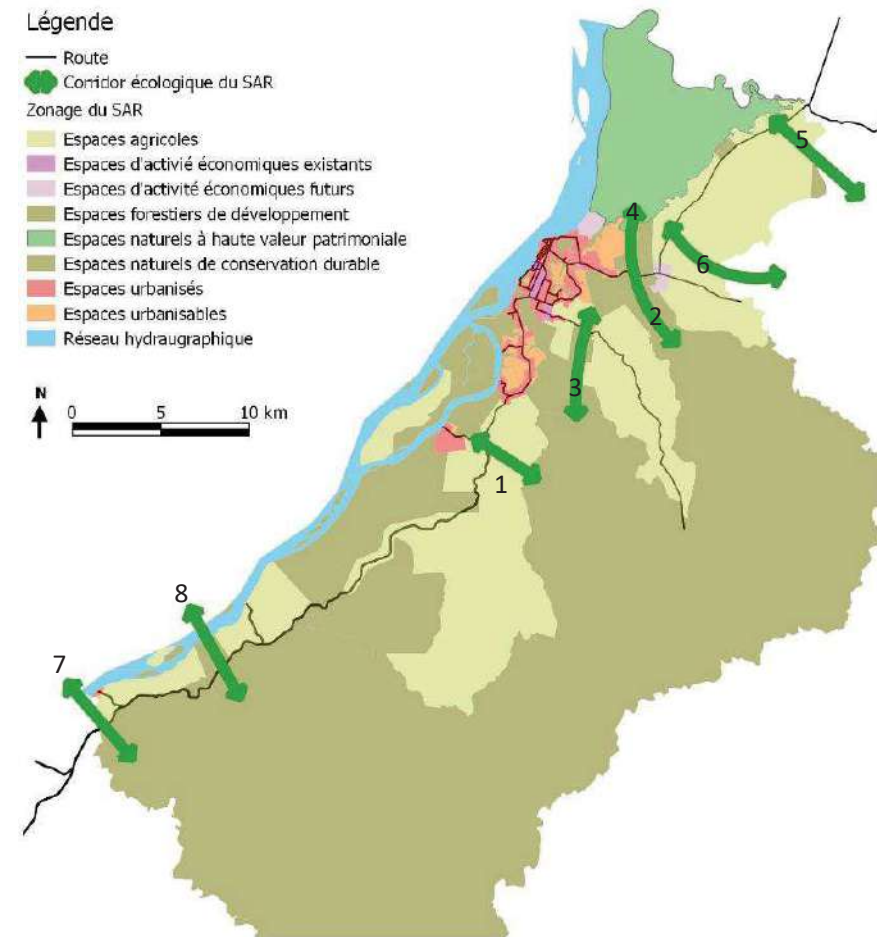 Légende
Route
Corridor écologique du SAR
Zonage du SAR
Espaces agricoles
Espaces d'activié économiques existants
Espaces d'activité économiques futurs
Espaces forestiers de développement
Espaces naturels à haute valeur patrimoniale
Espaces naturels de conservation durable
Espaces urbanisés
Espaces urbanisables
Réseau hydraugraphique
N
0 5 10 km
5
4
6
2
3
1
8
7